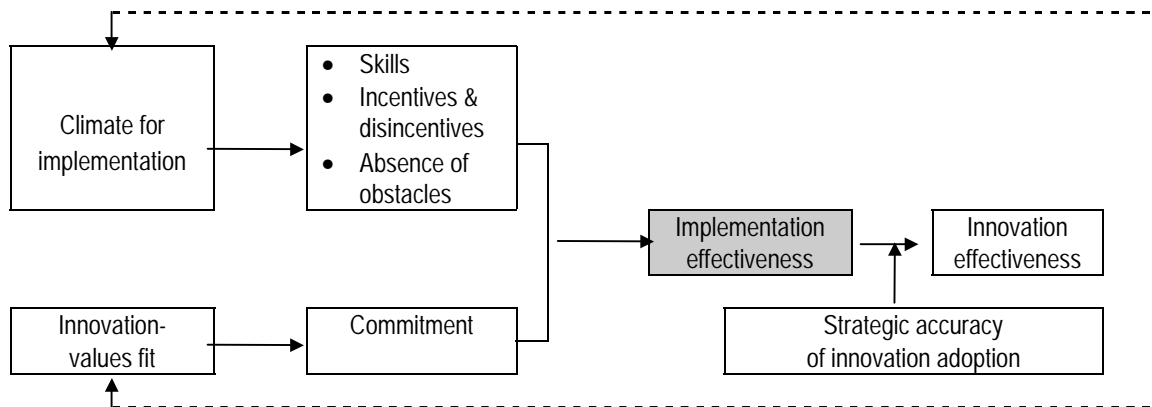 Climate for
implementation
• Skills
• Incentives &
disincentives
• Absence of
obstacles
Implementation
effectiveness
Innovation
effectiveness
Innovation-
values fit
Commitment
Strategic accuracy
of innovation adoption